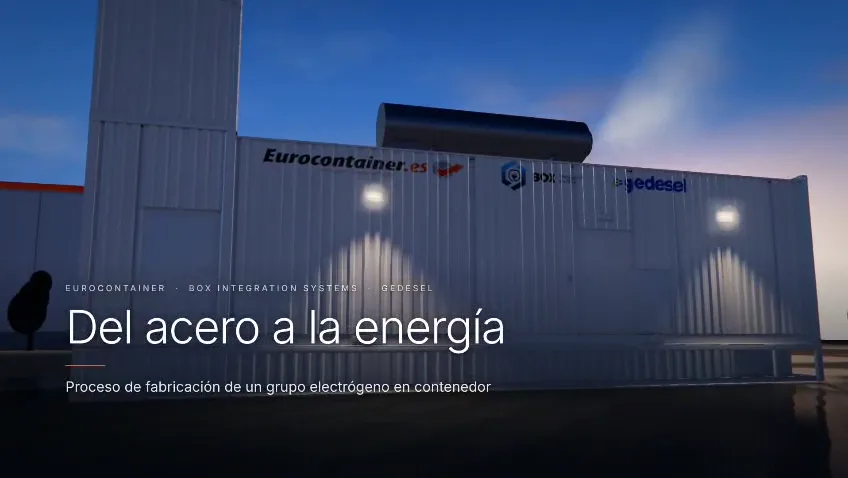 Eurocontainer.es
BOX
gedesel
EUROCONTAINER · BOX INTEGRATION SYSTEMS · GEDESEL
Del acero a la energía
Proceso de fabricación de un grupo electrógeno en contenedor